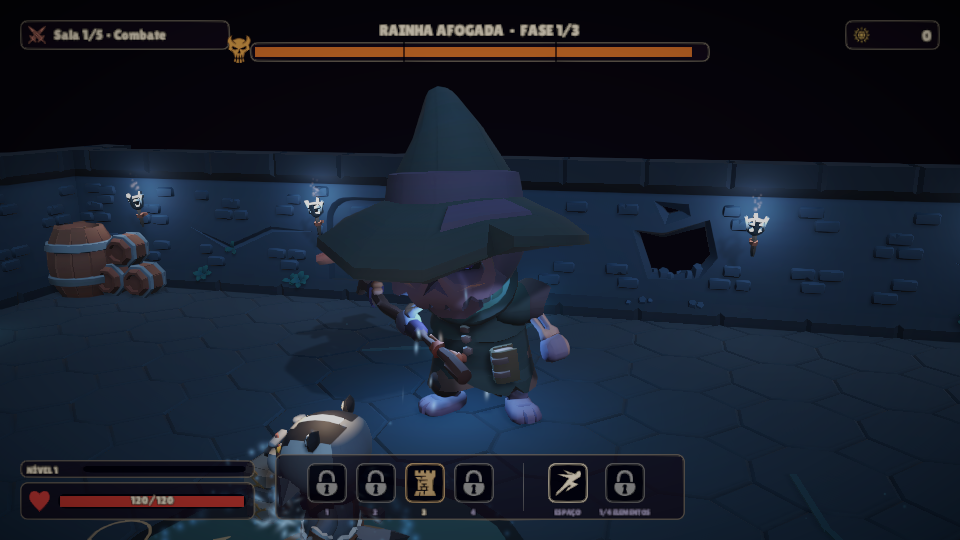 Sala 1/5 · Combate
RAINHA AFOGADA · FASE 1/3
0
NÍVEL 1
120/120
1
2
3
4
ESPAÇO
1/4 ELEMENTOS